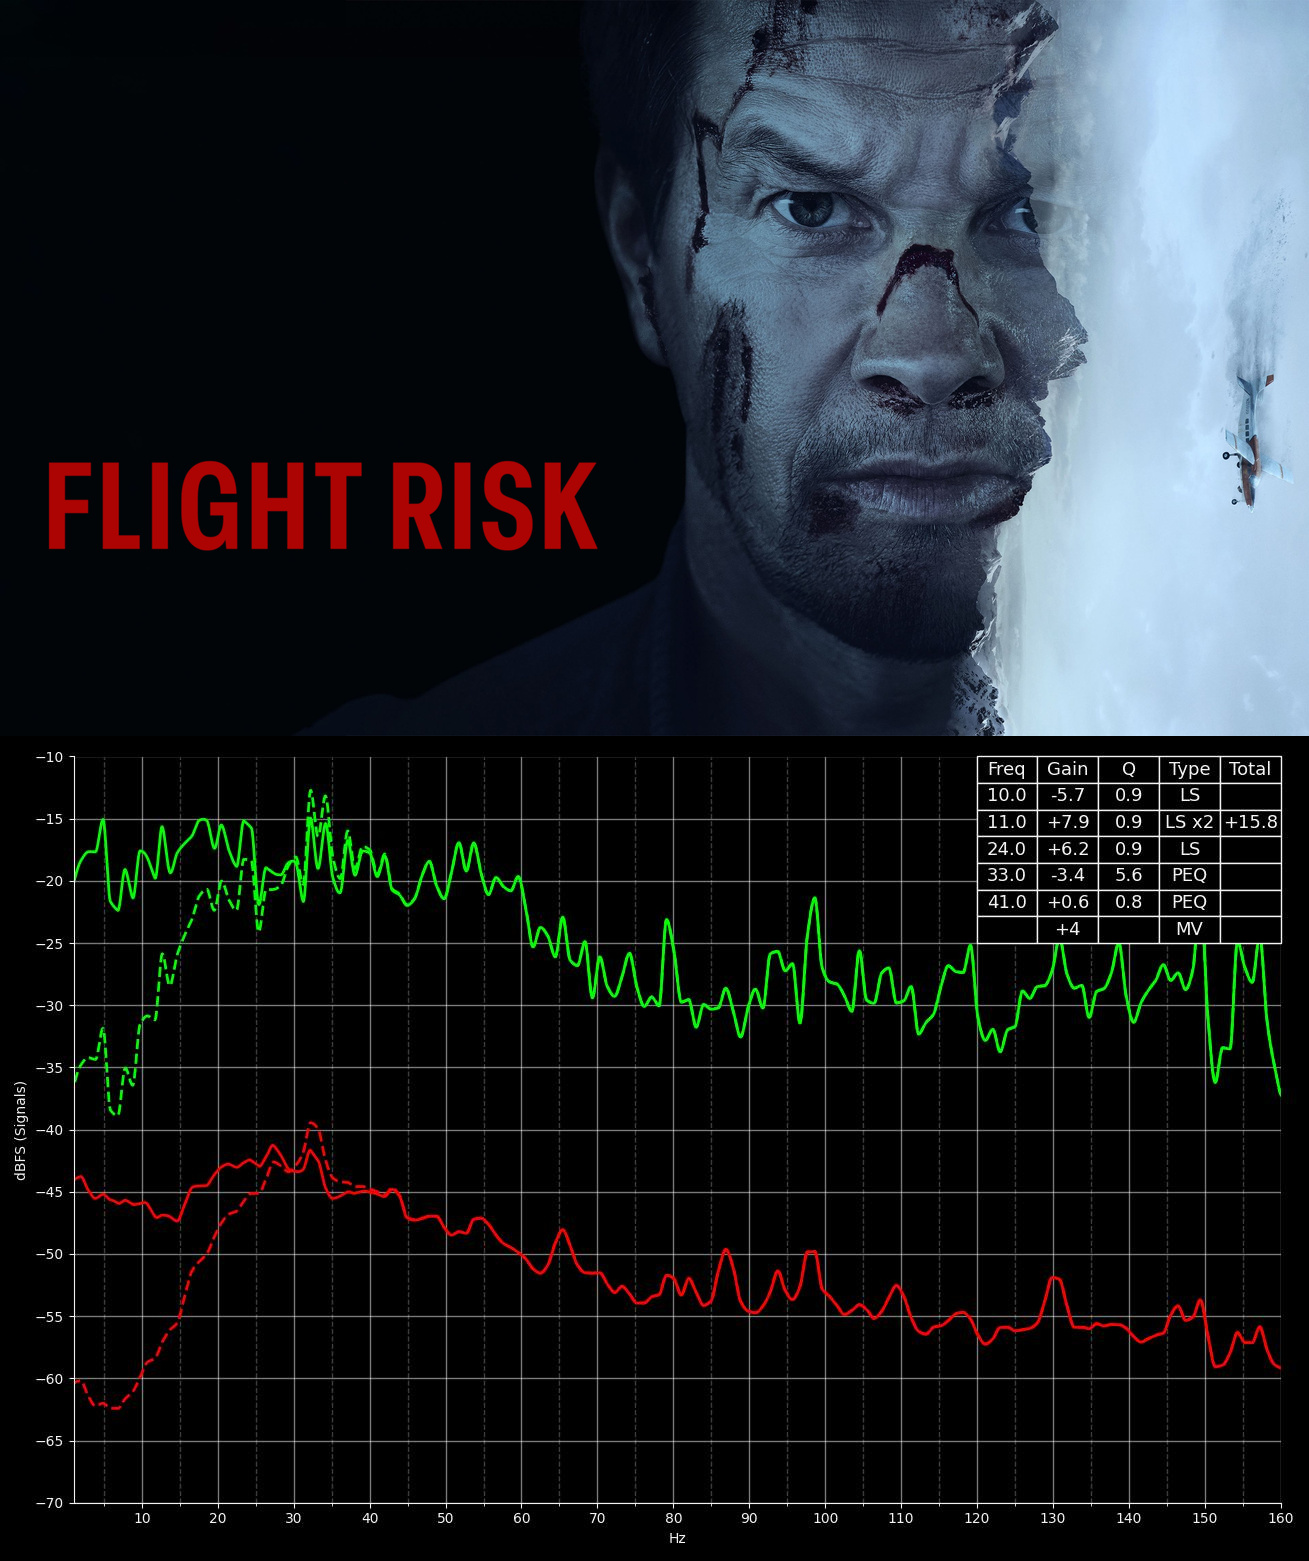 FLIGHT RISK
Freq Gain Q Type Total
10.0 -5.7 0.9 LS
11.0 +7.9 0.9 LS x2 +15.8
24.0 +6.2 0.9 LS
33.0 -3.4 5.6 PEQ
41.0 +0.6 0.8 PEQ
+4 MV
−10
−15
−20
−25
−30
−35
−40
−45
−50
−55
−60
−65
−70
dBFS (Signals)
10 20 30 40 50 60 70 80 90 100 110 120 130 140 150 160
Hz